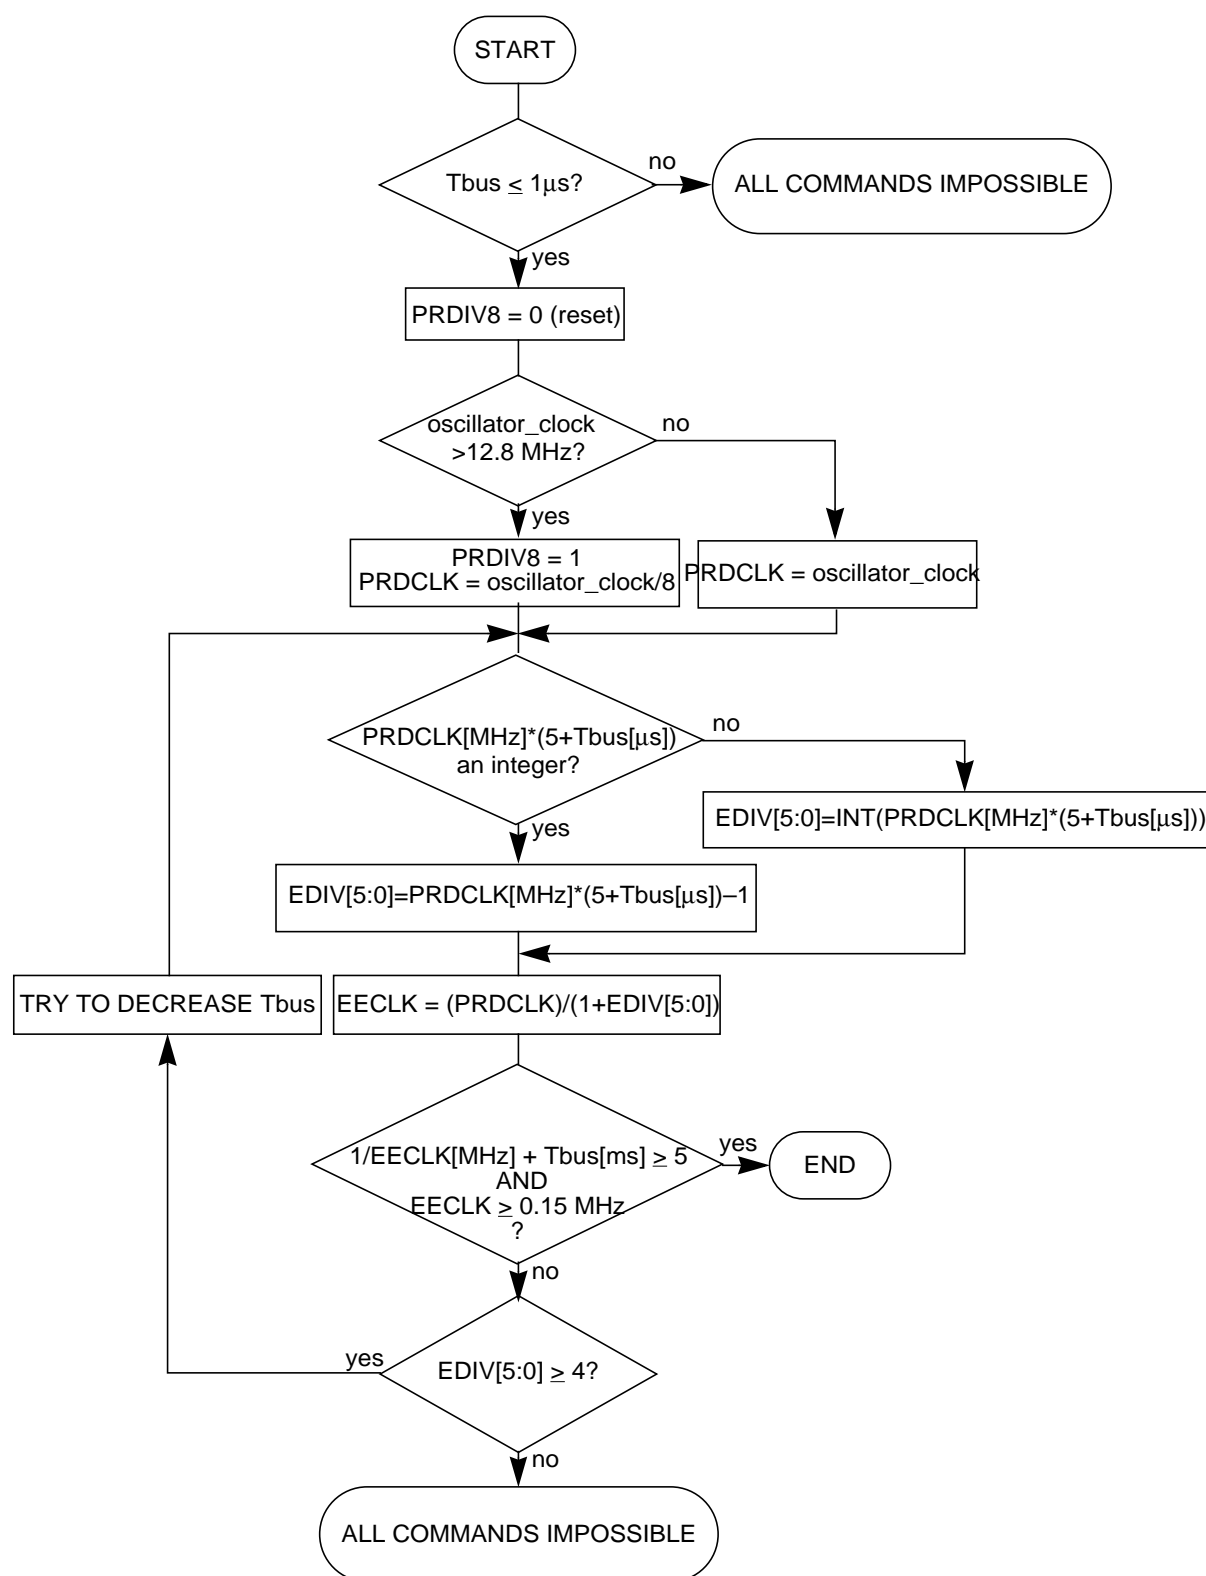 START
Tbus ≤ 1μs?
no
ALL COMMANDS IMPOSSIBLE
yes
PRDIV8 = 0 (reset)
oscillator_clock
>12.8 MHz?
no
yes
PRDIV8 = 1
PRDCLK = oscillator_clock/8
PRDCLK = oscillator_clock
PRDCLK[MHz]*(5+Tbus[μs])
an integer?
no
yes
EDIV[5:0]=INT(PRDCLK[MHz]*(5+Tbus[μs]))
EDIV[5:0]=PRDCLK[MHz]*(5+Tbus[μs])–1
TRY TO DECREASE Tbus
EECLK = (PRDCLK)/(1+EDIV[5:0])
1/EECLK[MHz] + Tbus[ms] ≥ 5
AND
EECLK ≥ 0.15 MHz
?
yes
END
no
EDIV[5:0] ≥ 4?
yes
no
ALL COMMANDS IMPOSSIBLE